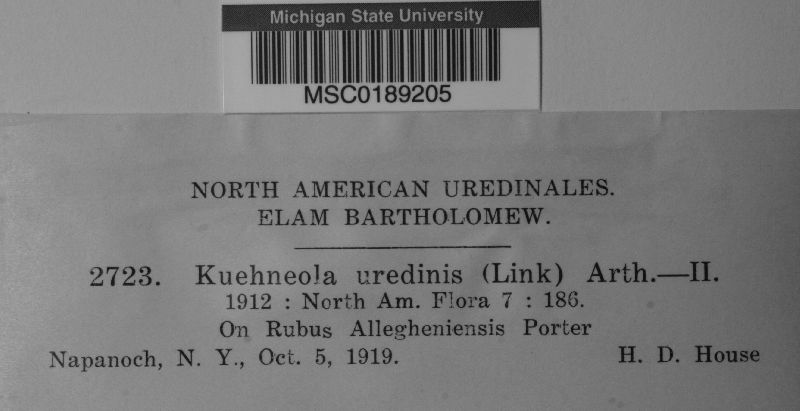 Michigan State University
MSC0189205
NORTH AMERICAN UREDINALES.
ELAM BARTHOLOMEW.
2723. Kuehneola uredinis (Link) Arth.—II.
1912 : North Am. Flora 7 : 186.
On Rubus Allegheniensis Porter
Napanoch, N. Y., Oct. 5, 1919. H. D. House